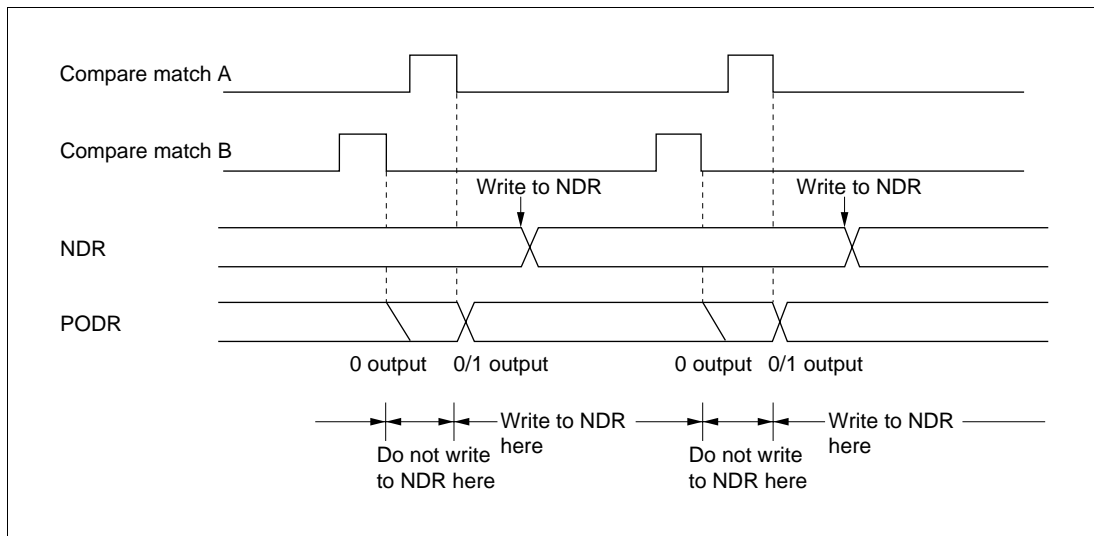 Compare match A
Compare match B
Write to NDR
Write to NDR
NDR
PODR
0 output
0/1 output
0 output
0/1 output
Write to NDR
here
Write to NDR
here
Do not write
to NDR here
Do not write
to NDR here